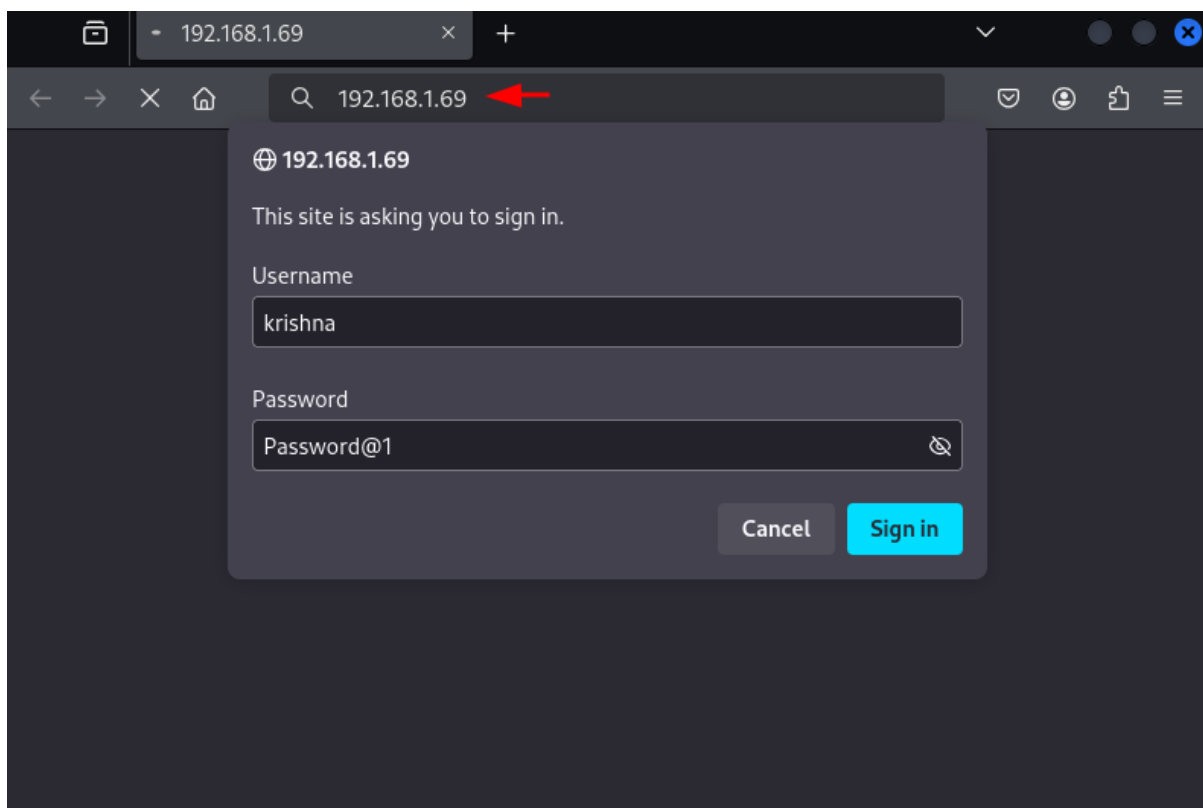 192.168.1.69
192.168.1.69
192.168.1.69
This site is asking you to sign in.
Username
krishna
Password
Password@1
Cancel Sign in